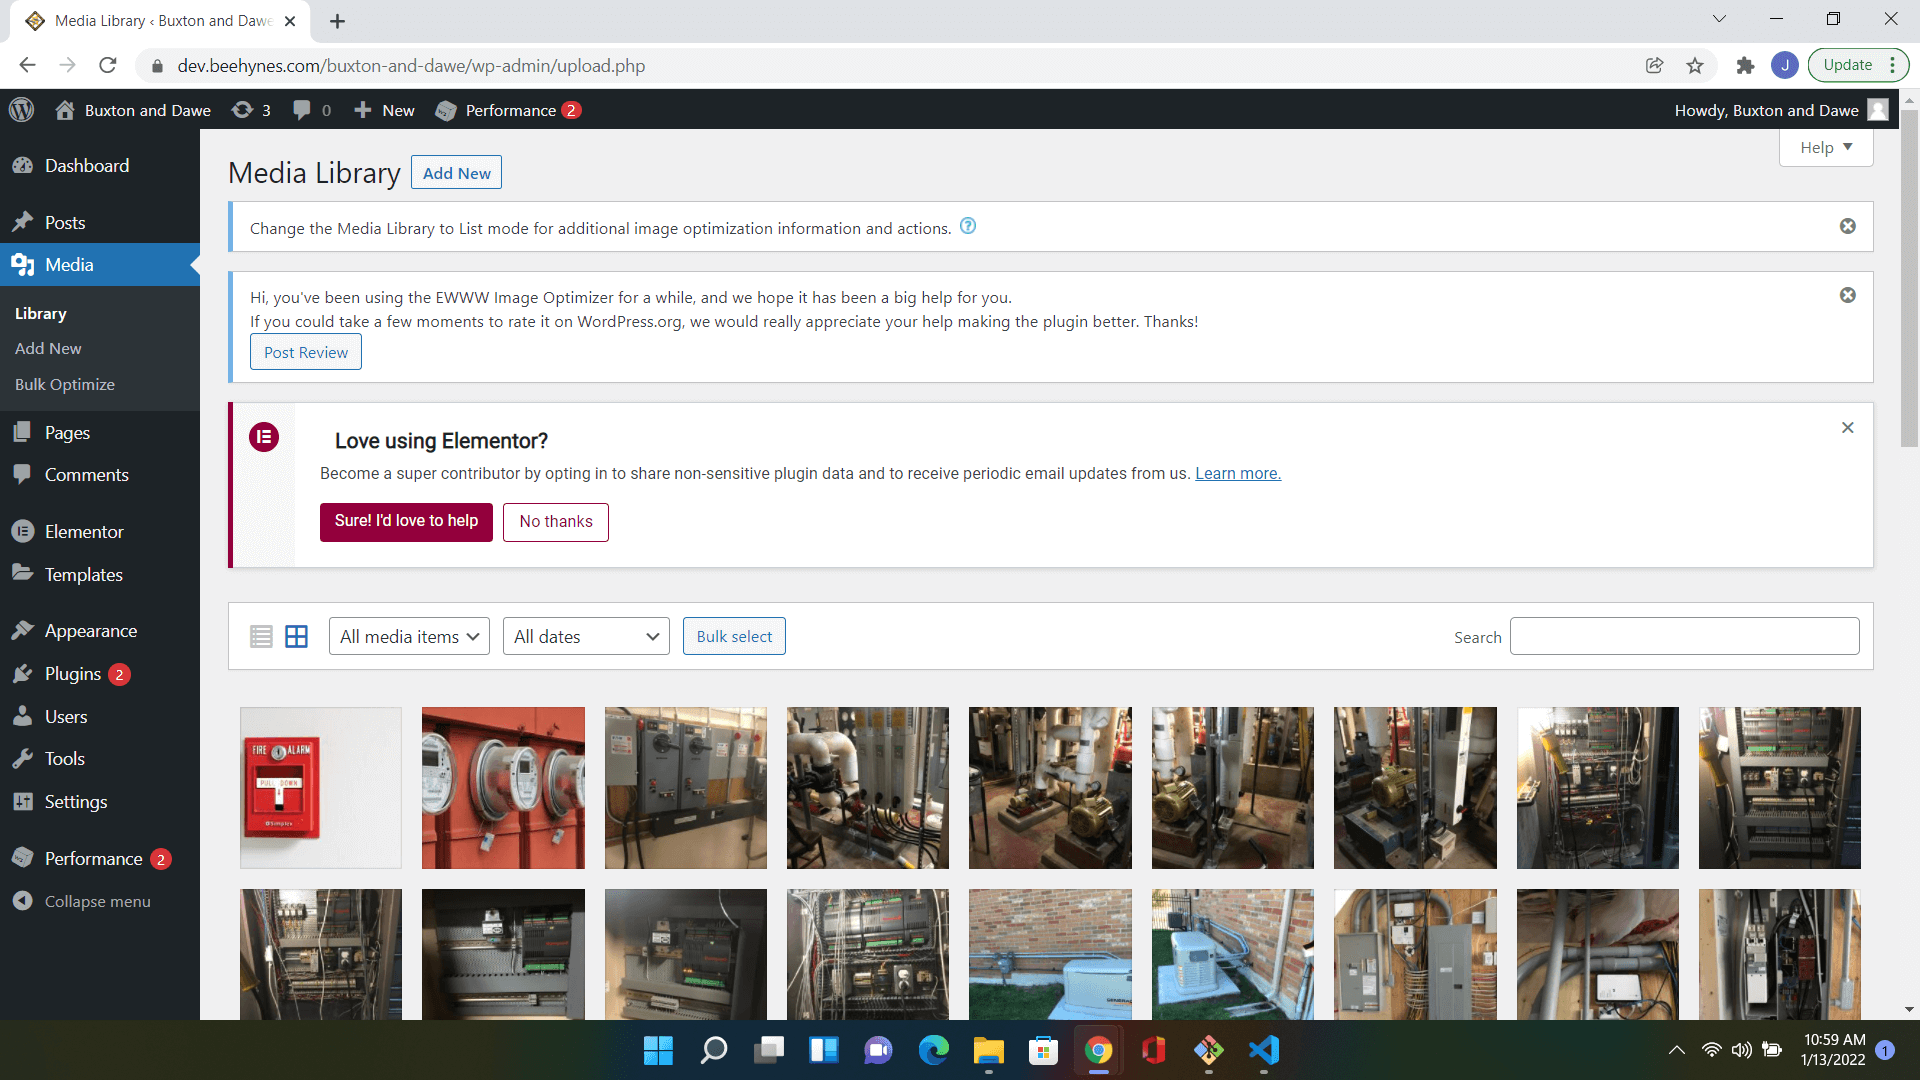 Media Library ‹ Buxton and Dawe
dev.beehynes.com/buxton-and-dawe/wp-admin/upload.php
J
Update
Buxton and Dawe
3
0
New
Performance 2
Howdy, Buxton and Dawe
Dashboard
Posts
Media
Library
Add New
Bulk Optimize
Pages
Comments
Elementor
Templates
Appearance
Plugins 2
Users
Tools
Settings
Performance 2
Collapse menu
Media Library
Add New
Help
Change the Media Library to List mode for additional image optimization information and actions.
Hi, you've been using the EWWW Image Optimizer for a while, and we hope it has been a big help for you.
If you could take a few moments to rate it on WordPress.org, we would really appreciate your help making the plugin better. Thanks!
Post Review
Love using Elementor?
Become a super contributor by opting in to share non-sensitive plugin data and to receive periodic email updates from us. Learn more.
Sure! I'd love to help
No thanks
All media items
All dates
Bulk select
Search
FIRE ALARM
PULL DOWN
Simplex
10:59 AM
1/13/2022
1